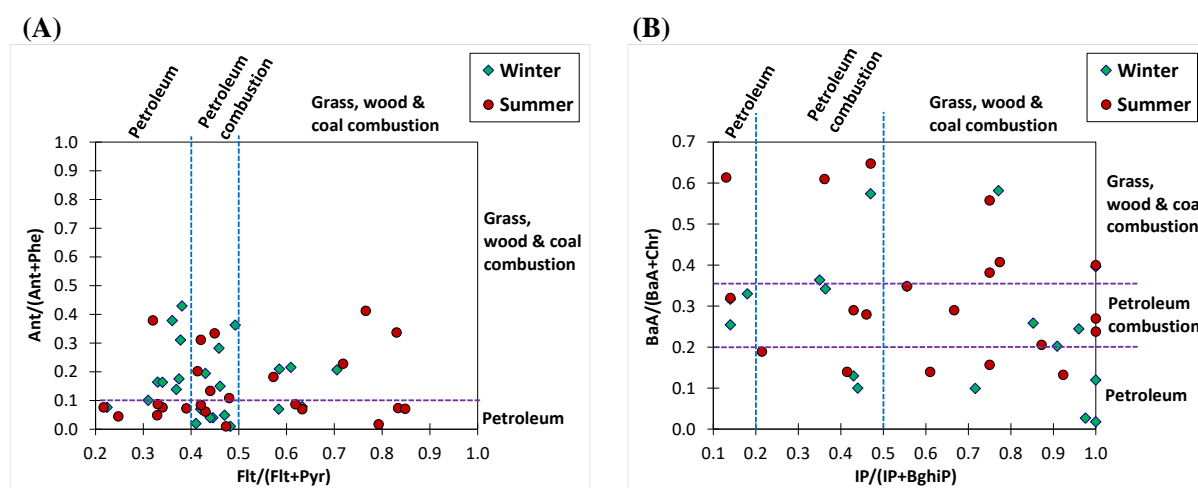 (A)
Petroleum
Petroleum
combustion
Grass, wood &
coal combustion
Winter
Summer
1.0
0.9
0.8
0.7
0.6
0.5
0.4
0.3
0.2
0.1
0.0
Ant/(Ant+Phe)
Grass,
wood & coal
combustion
Petroleum
0.2 0.3 0.4 0.5 0.6 0.7 0.8 0.9 1.0
Flt/(Flt+Pyr)
(B)
Petroleum
Petroleum
combustion
Grass, wood &
coal combustion
Winter
Summer
0.7
0.6
0.5
0.4
0.3
0.2
0.1
0.0
BaA/(BaA+Chr)
Grass,
wood & coal
combustion
Petroleum
combustion
Petroleum
0.1 0.2 0.3 0.4 0.5 0.6 0.7 0.8 0.9 1.0
IP/(IP+BghiP)